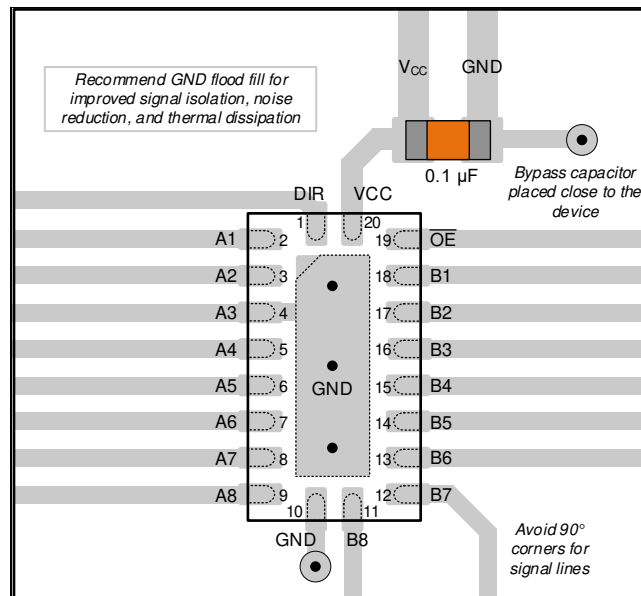 Recommend GND flood fill for
improved signal isolation, noise
reduction, and thermal dissipation
VCC GND
0.1 µF
Bypass capacitor
placed close to the
device
DIR VCC
1 20
A1 2 19 OE
A2 3 18 B1
A3 4 17 B2
A4 5 16 B3
A5 6 GND 15 B4
A6 7 14 B5
A7 8 13 B6
A8 9 12 B7
10 11
GND B8
Avoid 90°
corners for
signal lines